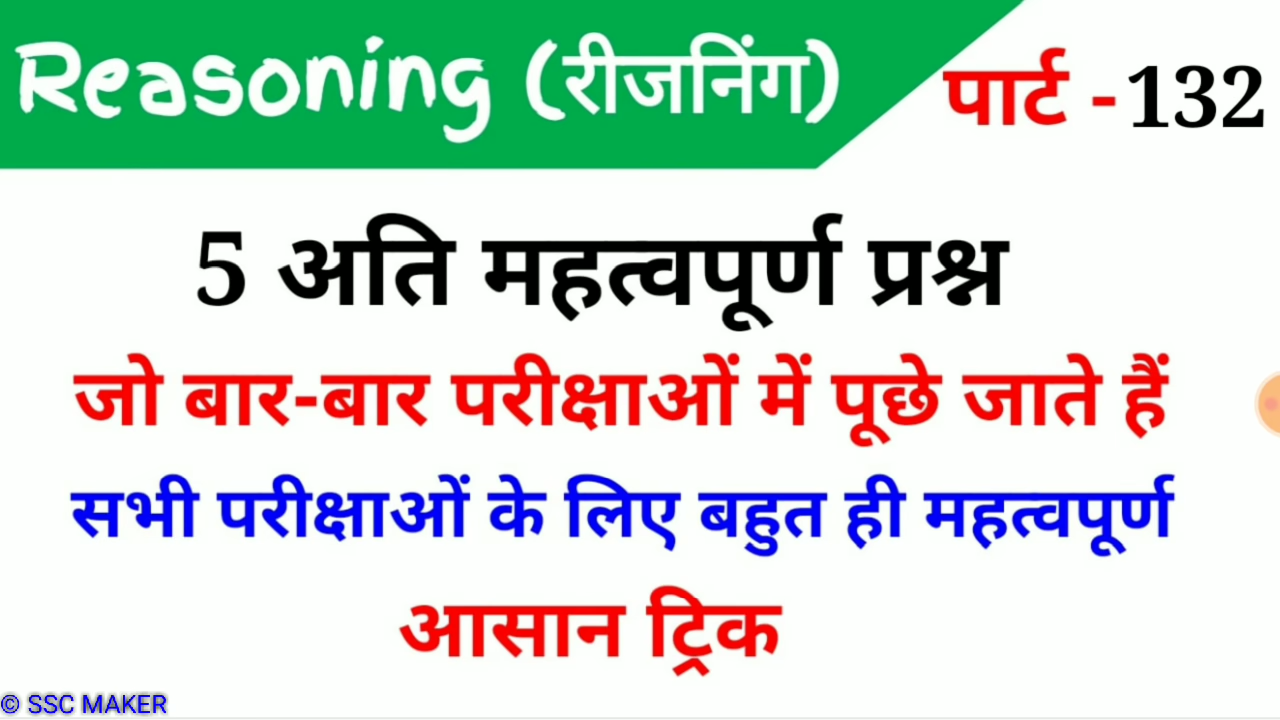 Reasoning (रीजनिंग)
पार्ट -132
5 अति महत्वपूर्ण प्रश्न
जो बार-बार परीक्षाओं में पूछे जाते हैं
सभी परीक्षाओं के लिए बहुत ही महत्वपूर्ण
आसान ट्रिक
© SSC MAKER